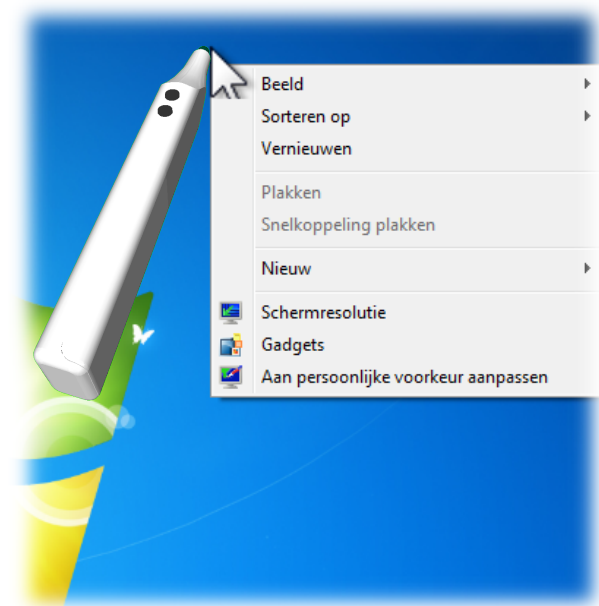 Beeld
Sorteren op
Vernieuwen
Plakken
Snelkoppeling plakken
Nieuw
Schermresolutie
Gadgets
Aan persoonlijke voorkeur aanpassen